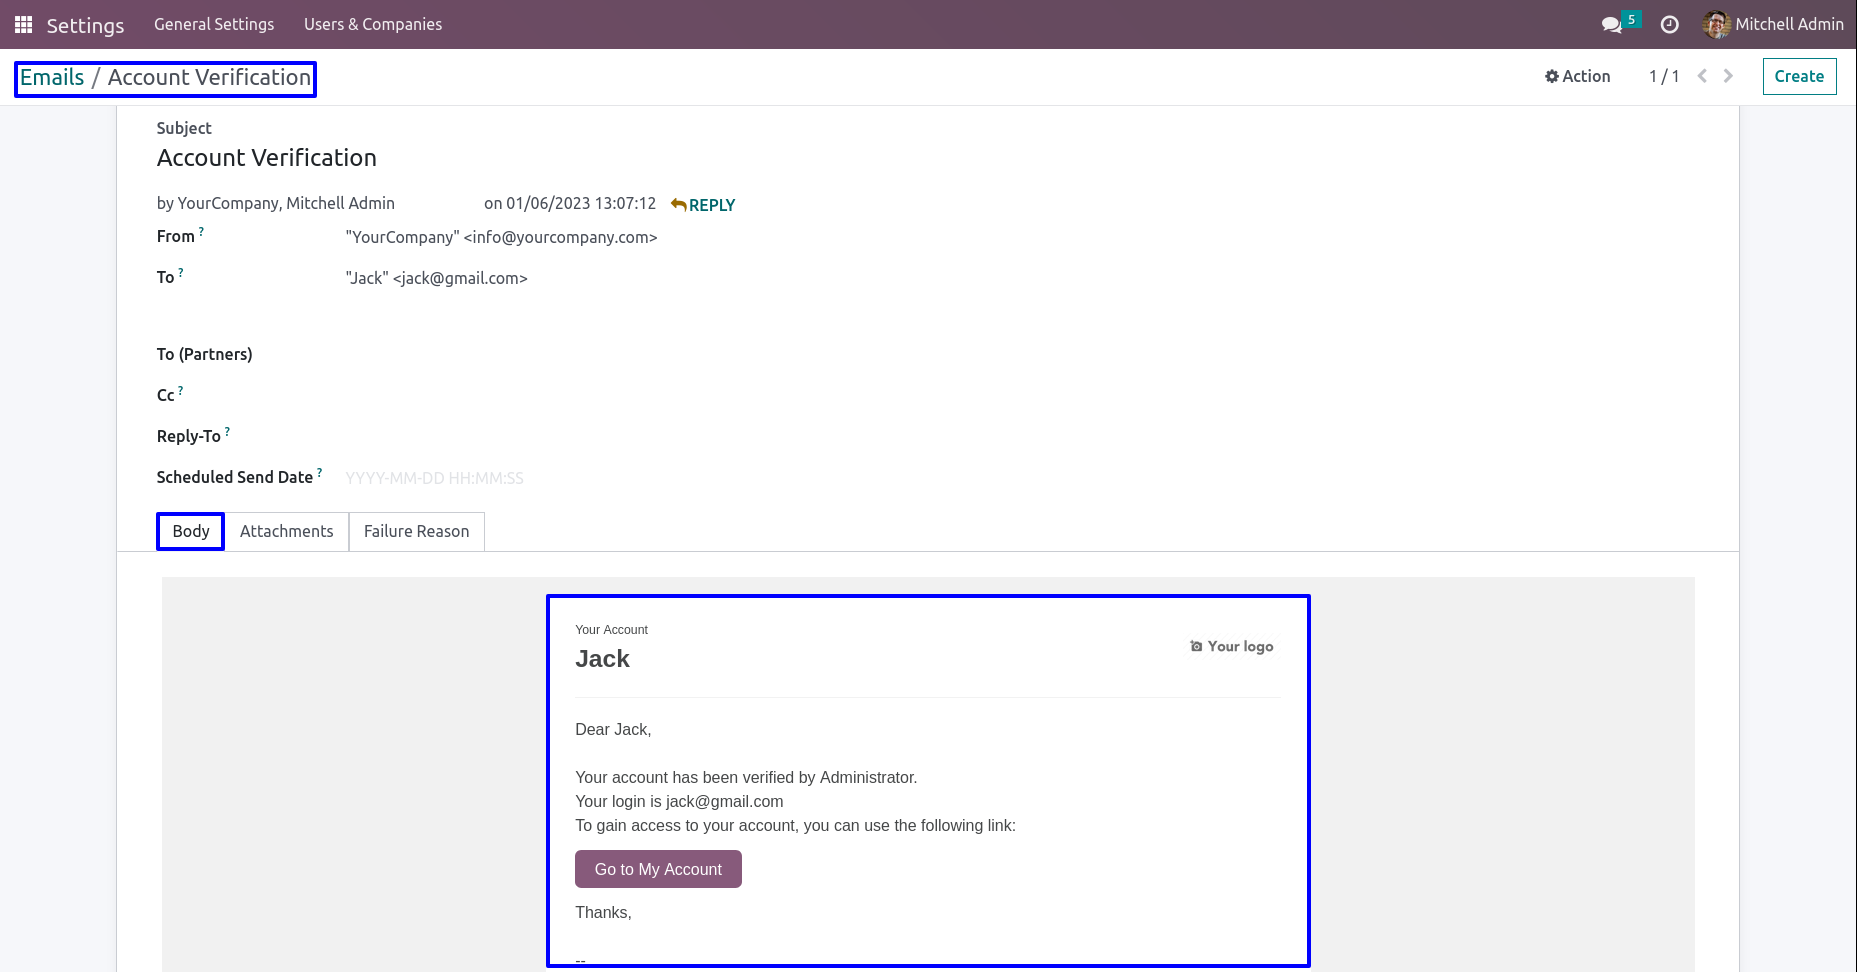 Settings General Settings Users & Companies 5 Mitchell Admin
Emails / Account Verification Action 1 / 1 Create
Subject
Account Verification
by YourCompany, Mitchell Admin on 01/06/2023 13:07:12 REPLY
From ? "YourCompany" <info@yourcompany.com>
To ? "Jack" <jack@gmail.com>
To (Partners)
Cc ?
Reply-To ?
Scheduled Send Date ? YYYY-MM-DD HH:MM:SS
Body Attachments Failure Reason
Your Account
Jack
Your logo
Dear Jack,
Your account has been verified by Administrator.
Your login is jack@gmail.com
To gain access to your account, you can use the following link:
Go to My Account
Thanks,
--